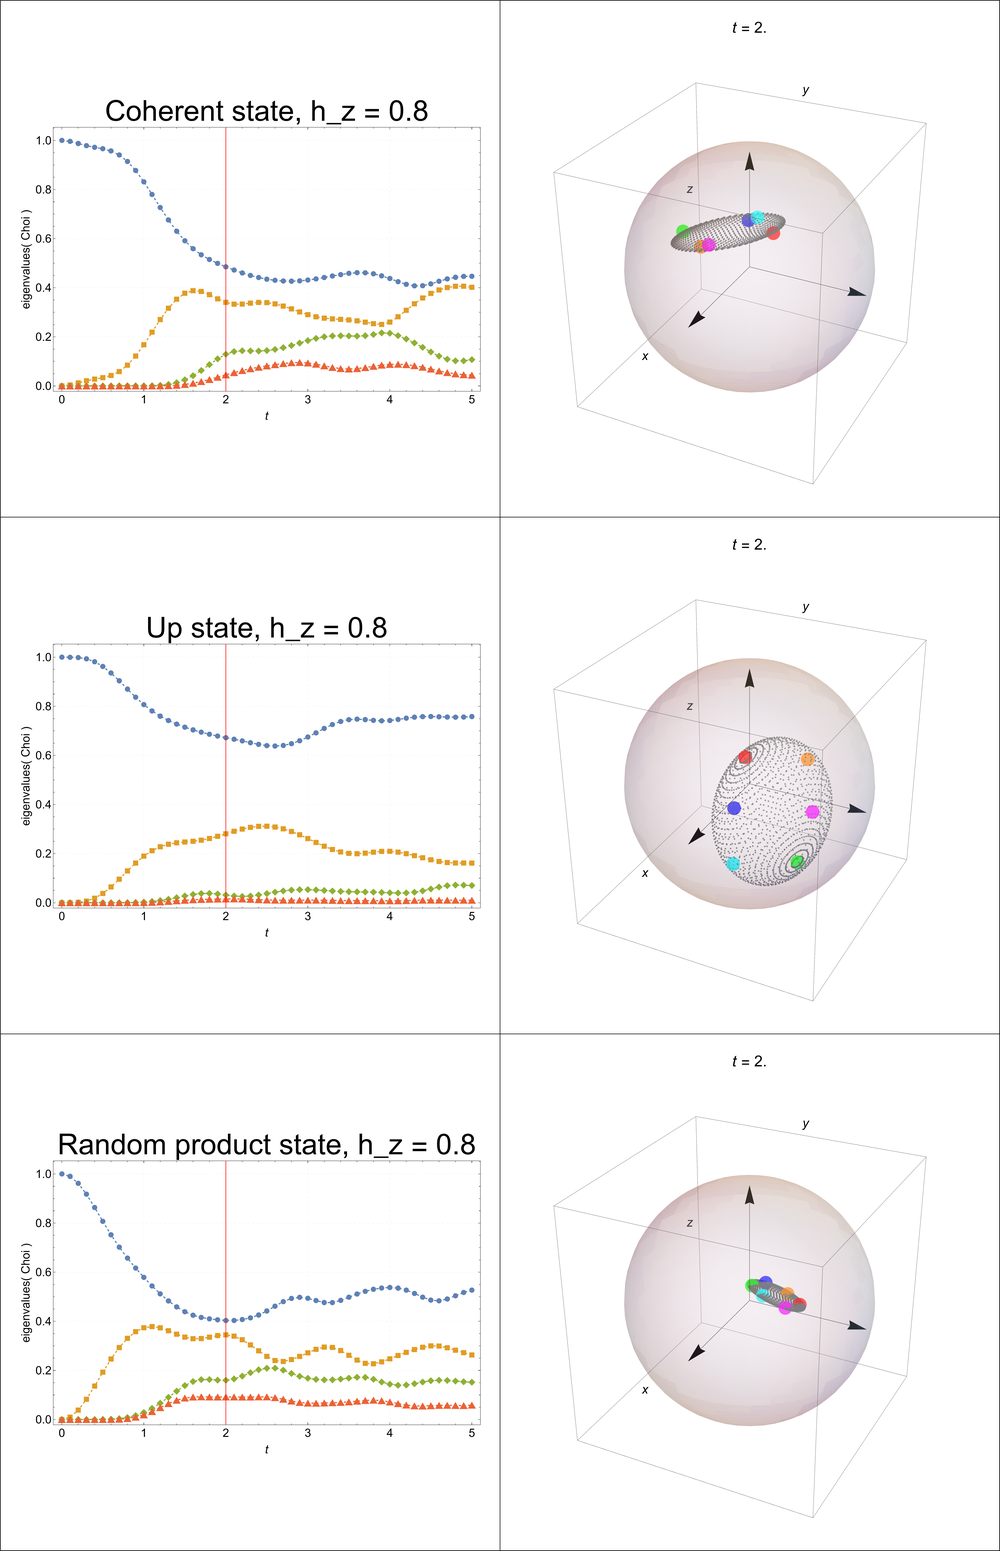 Coherent state, h_z = 0.8
eigenvalues( Choi )
1.0
0.8
0.6
0.4
0.2
0.0
0 1 2 3 4 5
t
t = 2.
y
z
x
Up state, h_z = 0.8
eigenvalues( Choi )
1.0
0.8
0.6
0.4
0.2
0.0
0 1 2 3 4 5
t
t = 2.
y
z
x
Random product state, h_z = 0.8
eigenvalues( Choi )
1.0
0.8
0.6
0.4
0.2
0.0
0 1 2 3 4 5
t
t = 2.
y
z
x